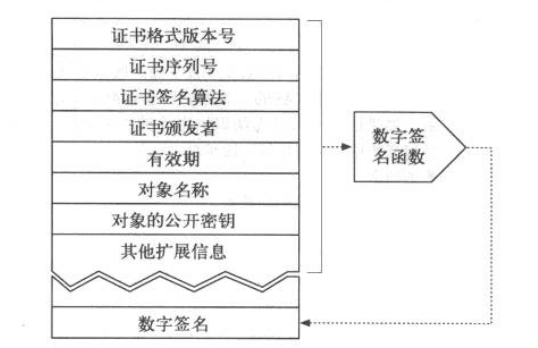 证书格式版本号
证书序列号
证书签名算法
证书颁发者
有效期
对象名称
对象的公开密钥
其他扩展信息
数字签名
数字签
名函数